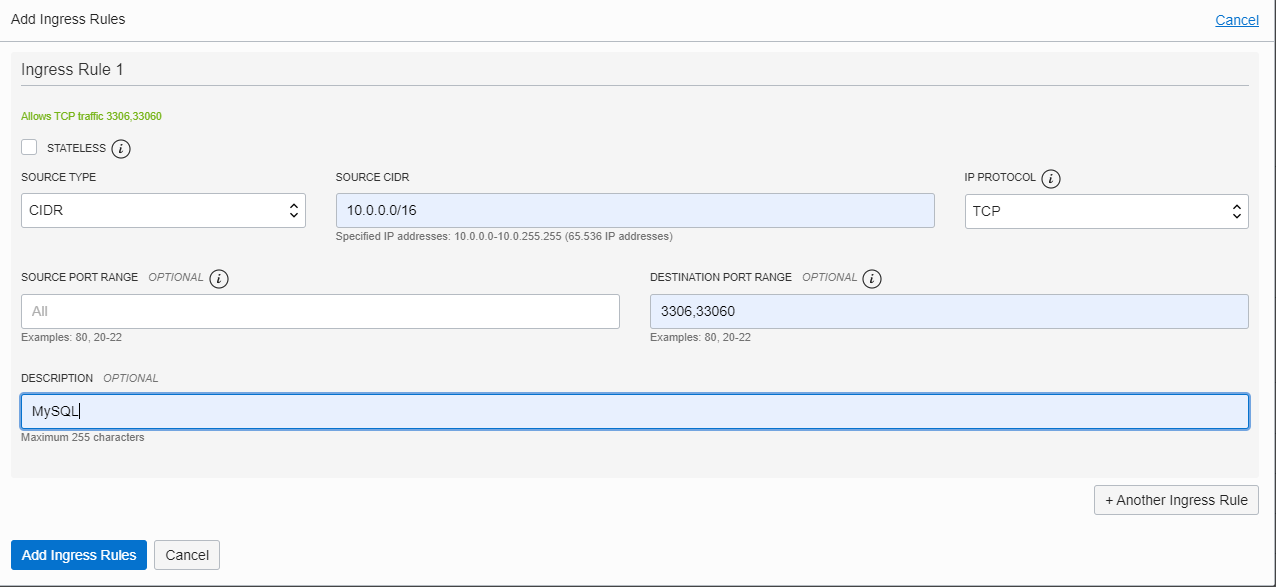 Add Ingress Rules
Cancel
Ingress Rule 1
Allows TCP traffic 3306,33060
STATELESS i
SOURCE TYPE
SOURCE CIDR
IP PROTOCOL i
CIDR
10.0.0.0/16
TCP
Specified IP addresses: 10.0.0.0-10.0.255.255 (65.536 IP addresses)
SOURCE PORT RANGE OPTIONAL i
DESTINATION PORT RANGE OPTIONAL i
All
3306,33060
Examples: 80, 20-22
Examples: 80, 20-22
DESCRIPTION OPTIONAL
MySQL
Maximum 255 characters
+ Another Ingress Rule
Add Ingress Rules
Cancel